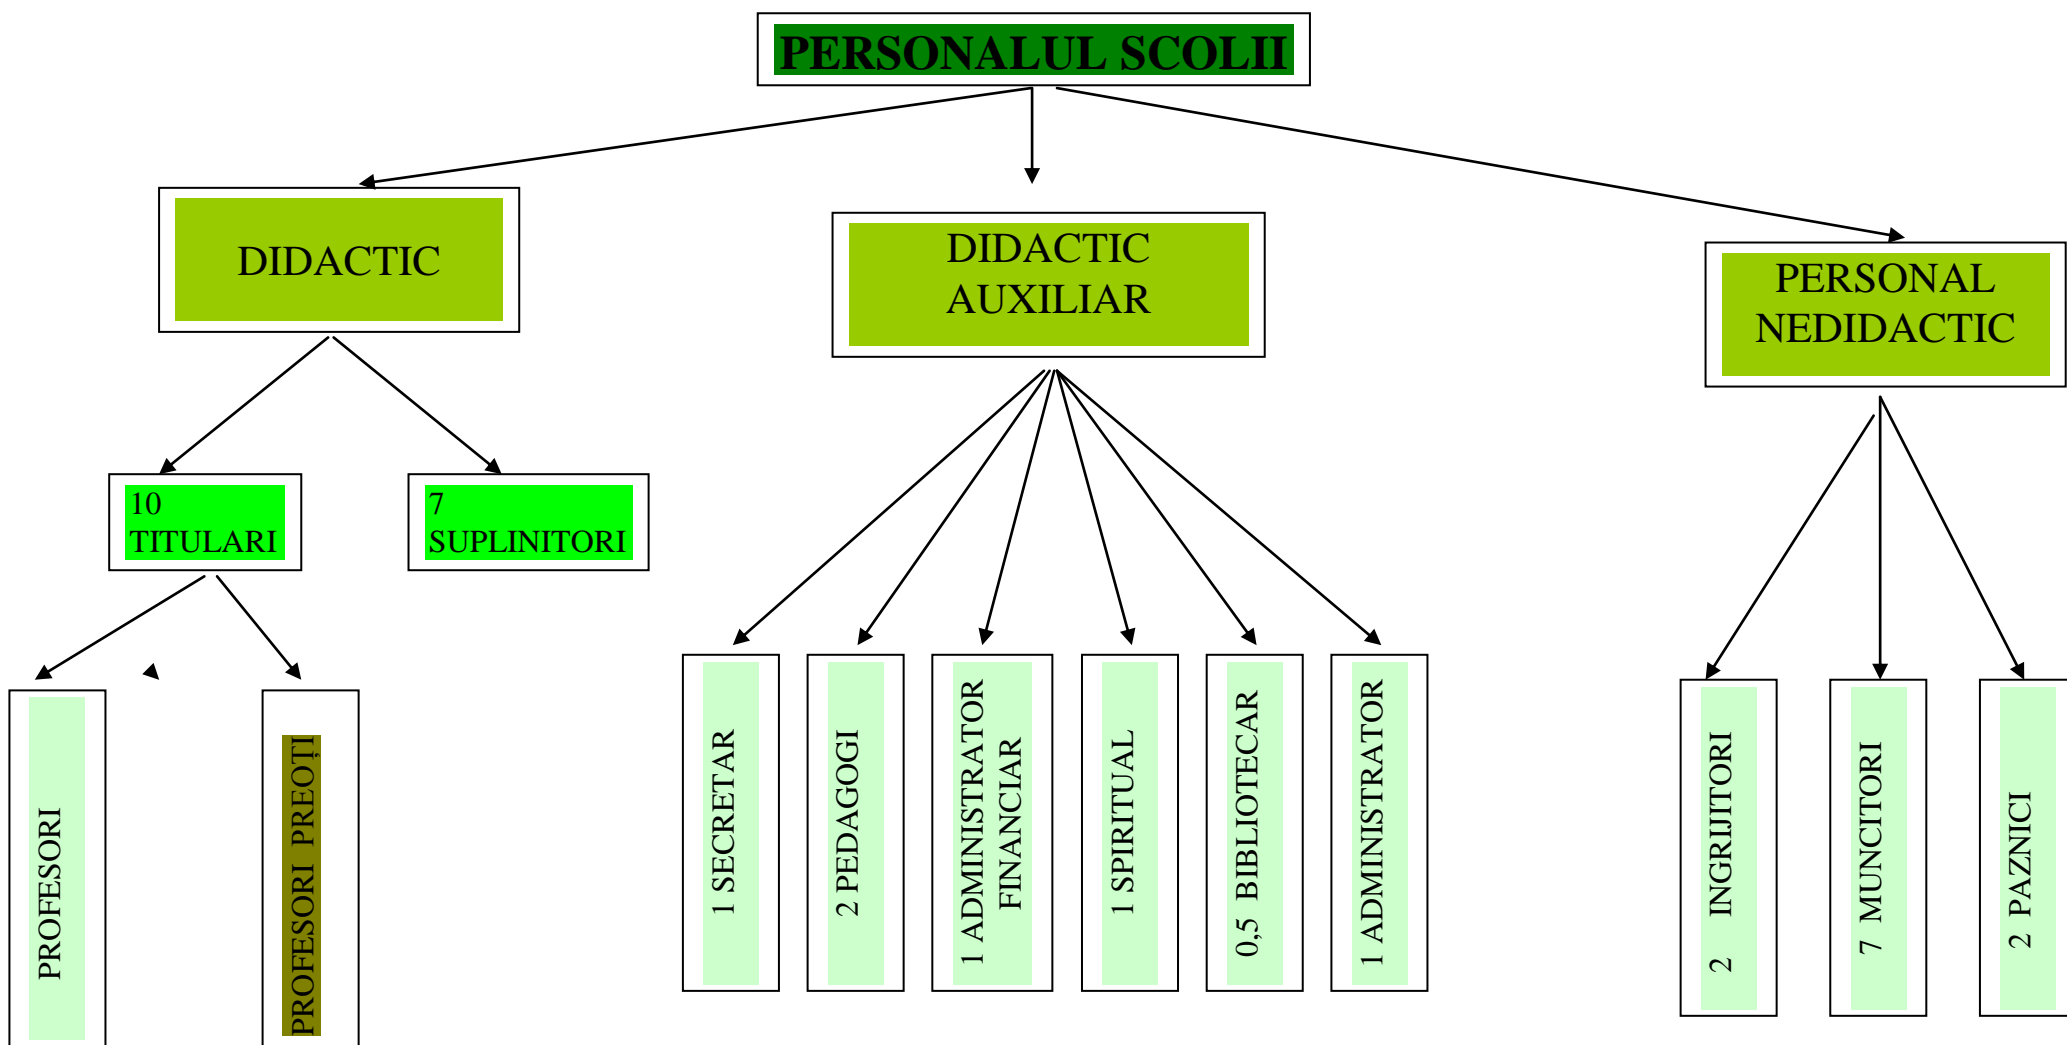 PERSONALUL SCOLII
DIDACTIC
DIDACTIC
AUXILIAR
PERSONAL
NEDIDACTIC
10
TITULARI
7
SUPLINITORI
PROFESORI
PROFESORI PREOȚI
1 SECRETAR
2 PEDAGOGI
1 ADMINISTRATOR
FINANCIAR
1 SPIRITUAL
0,5 BIBLIOTECAR
1 ADMINISTRATOR
2 INGRIJITORI
7 MUNCITORI
2 PAZNICI